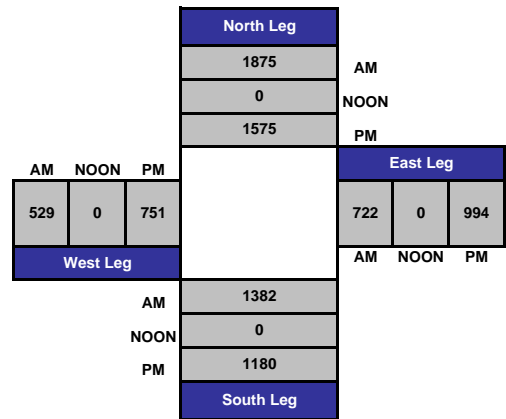 North Leg
1875 AM
0 NOON
1575 PM
East Leg
AM NOON PM
529 0 751
722 0 994
West Leg
AM NOON PM
AM 1382
NOON 0
PM 1180
South Leg